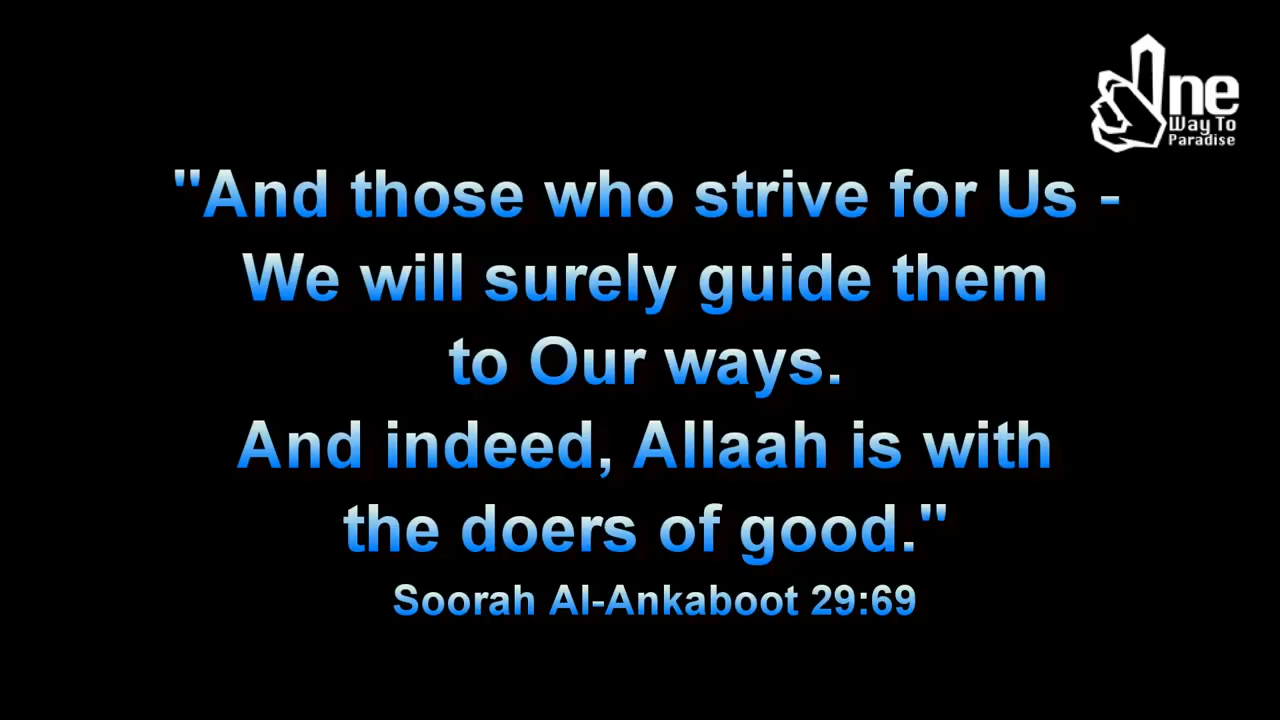 One
Way To
Paradise
"And those who strive for Us -
We will surely guide them
to Our ways.
And indeed, Allaah is with
the doers of good."
Soorah Al-Ankaboot 29:69